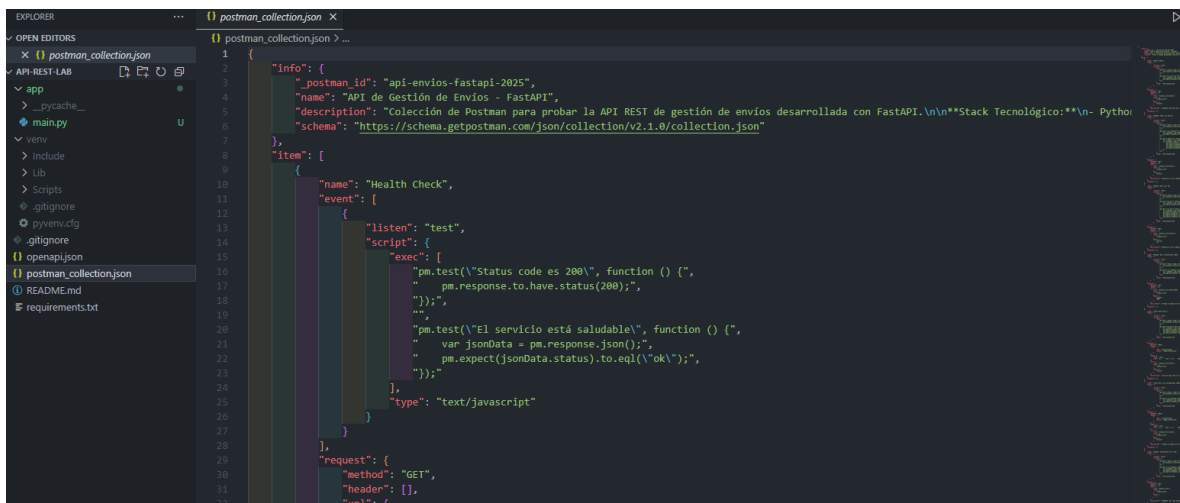 EXPLORER
OPEN EDITORS
{} postman_collection.json
API-REST-LAB
app
__pycache__
main.py U
venv
Include
Lib
Scripts
.gitignore
pyvenv.cfg
.gitignore
{} openapi.json
{} postman_collection.json
README.md
requirements.txt
{} postman_collection.json
{} postman_collection.json > ...
1 {
2 "info": {
3 "_postman_id": "api-envios-fastapi-2025",
4 "name": "API de Gestión de Envíos - FastAPI",
5 "description": "Colección de Postman para probar la API REST de gestión de envíos desarrollada con FastAPI.\n\n**Stack Tecnológico:**\n- Pytho
6 "schema": "https://schema.getpostman.com/json/collection/v2.1.0/collection.json"
7 },
8 "item": [
9 {
10 "name": "Health Check",
11 "event": [
12 {
13 "listen": "test",
14 "script": {
15 "exec": [
16 "pm.test(\"Status code es 200\", function () {",
17 "    pm.response.to.have.status(200);",
18 "});",
19 "",
20 "pm.test(\"El servicio está saludable\", function () {",
21 "    var jsonData = pm.response.json();",
22 "    pm.expect(jsonData.status).to.eql(\"ok\");",
23 "});"
24 ],
25 "type": "text/javascript"
26 }
27 }
28 ],
29 "request": {
30 "method": "GET",
31 "header": [],